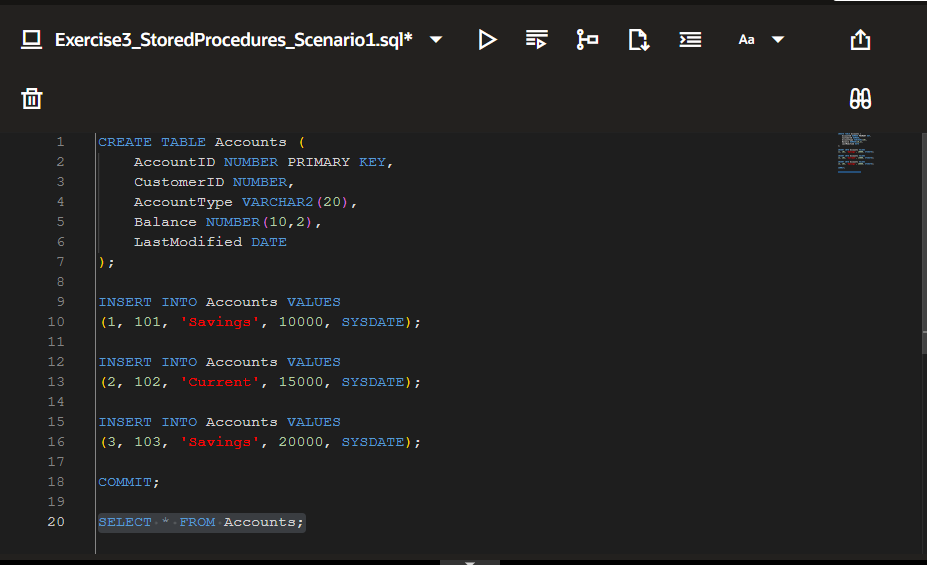 Exercise3_StoredProcedures_Scenario1.sql*
Aa
1 CREATE TABLE Accounts (
2 AccountID NUMBER PRIMARY KEY,
3 CustomerID NUMBER,
4 AccountType VARCHAR2(20),
5 Balance NUMBER(10,2),
6 LastModified DATE
7 );
8
9 INSERT INTO Accounts VALUES
10 (1, 101, 'Savings', 10000, SYSDATE);
11
12 INSERT INTO Accounts VALUES
13 (2, 102, 'Current', 15000, SYSDATE);
14
15 INSERT INTO Accounts VALUES
16 (3, 103, 'Savings', 20000, SYSDATE);
17
18 COMMIT;
19
20 SELECT * FROM Accounts;